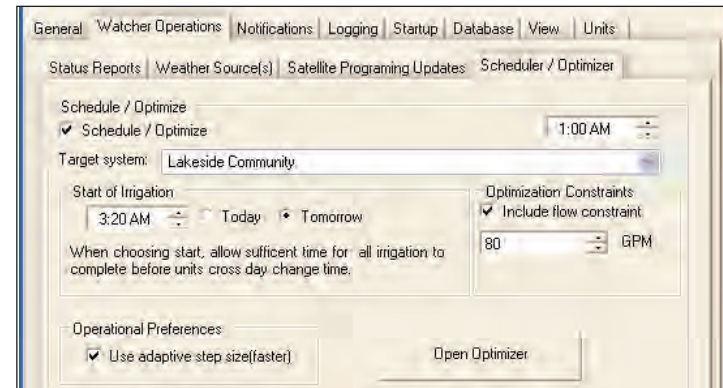 General Watcher Operations Notifications Logging Startup Database View Units
Status Reports Weather Source(s) Satellite Programing Updates Scheduler / Optimizer
Schedule / Optimize
Schedule / Optimize 1:00 AM
Target system: Lakeside Community
Start of Irrigation
3:20 AM Today Tomorrow
When choosing start, allow sufficent time for all irrigation to
complete before units cross day change time.
Optimization Constraints
Include flow constraint
80 GPM
Operational Preferences
Use adaptive step size(faster)
Open Optimizer